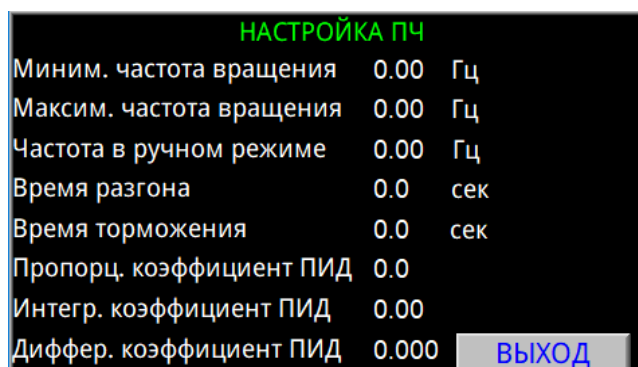 НАСТРОЙКА ПЧ
Миним. частота вращения 0.00 Гц
Максим. частота вращения 0.00 Гц
Частота в ручном режиме 0.00 Гц
Время разгона 0.0 сек
Время торможения 0.0 сек
Пропорц. коэффициент ПИД 0.0
Интегр. коэффициент ПИД 0.00
Диффер. коэффициент ПИД 0.000 ВЫХОД